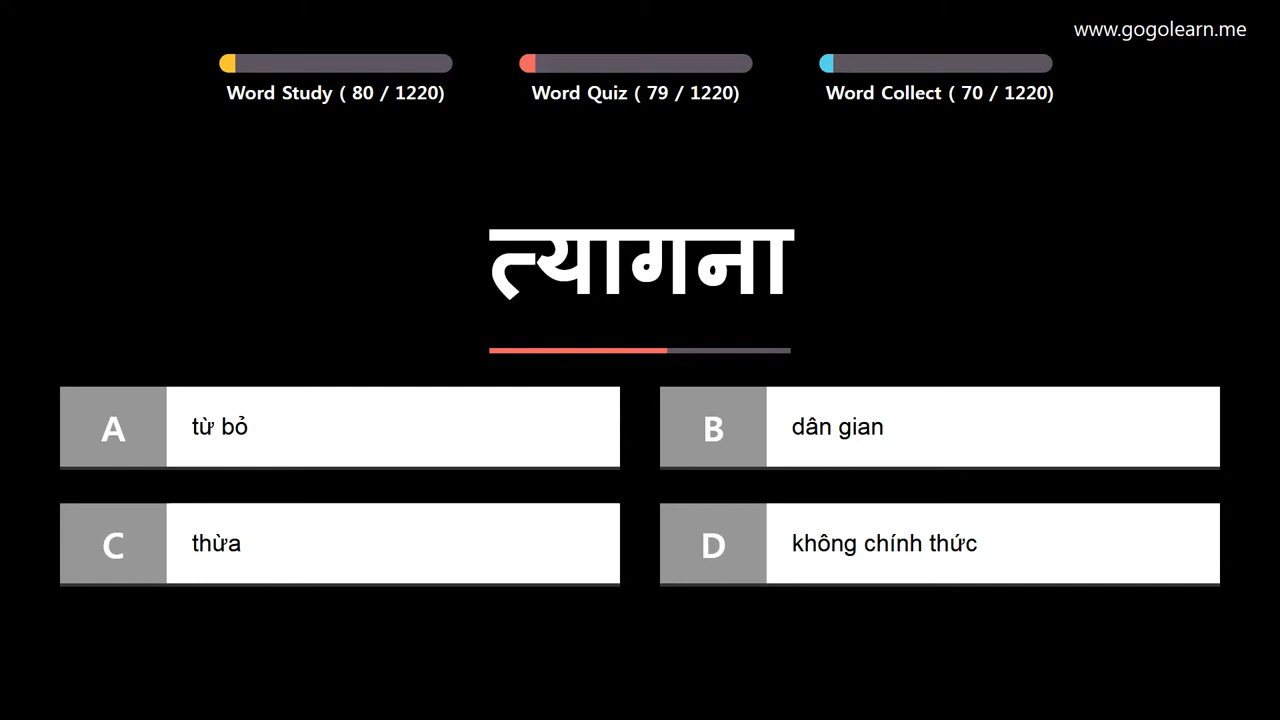 www.gogolearn.me
Word Study ( 80 / 1220)
Word Quiz ( 79 / 1220)
Word Collect ( 70 / 1220)
त्यागना
A
từ bỏ
B
dân gian
C
thừa
D
không chính thức